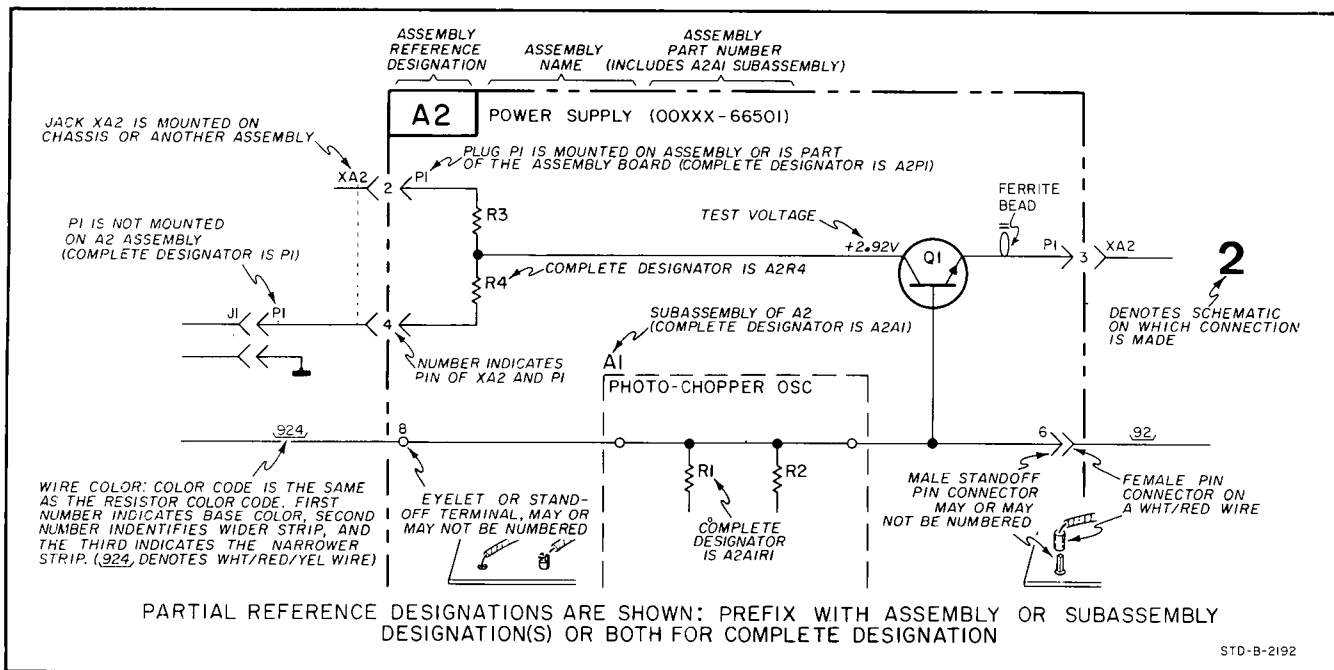 ASSEMBLY
REFERENCE
DESIGNATION
ASSEMBLY
NAME
ASSEMBLY
PART NUMBER
(INCLUDES A2A1 SUBASSEMBLY)
A2
POWER SUPPLY (00XXX-66501)
JACK XA2 IS MOUNTED ON
CHASSIS OR ANOTHER ASSEMBLY
PLUG P1 IS MOUNTED ON ASSEMBLY OR IS PART
OF THE ASSEMBLY BOARD (COMPLETE DESIGNATOR IS A2P1)
XA2
2
P1
R3
P1 IS NOT MOUNTED
ON A2 ASSEMBLY
(COMPLETE DESIGNATOR IS P1)
TEST VOLTAGE
+2.92V
Q1
FERRITE
BEAD
P1
3
XA2
2
DENOTES SCHEMATIC
ON WHICH CONNECTION
IS MADE
R4
COMPLETE DESIGNATOR IS A2R4
J1
P1
4
NUMBER INDICATES
PIN OF XA2 AND P1
SUBASSEMBLY OF A2
(COMPLETE DESIGNATOR IS A2A1)
A1
PHOTO-CHOPPER OSC
924
8
R1
R2
6
92
WIRE COLOR: COLOR CODE IS THE SAME
AS THE RESISTOR COLOR CODE. FIRST
NUMBER INDICATES BASE COLOR, SECOND
NUMBER INDENTIFIES WIDER STRIP, AND
THE THIRD INDICATES THE NARROWER
STRIP. (924 DENOTES WHT/RED/YEL WIRE)
EYELET OR STAND-
OFF TERMINAL, MAY OR
MAY NOT BE NUMBERED
COMPLETE
DESIGNATOR
IS A2A1R1
MALE STANDOFF
PIN CONNECTOR
MAY OR MAY
NOT BE NUMBERED
FEMALE PIN
CONNECTOR ON
A WHT/RED WIRE
PARTIAL REFERENCE DESIGNATIONS ARE SHOWN: PREFIX WITH ASSEMBLY OR SUBASSEMBLY
DESIGNATION(S) OR BOTH FOR COMPLETE DESIGNATION
STD-B-2192